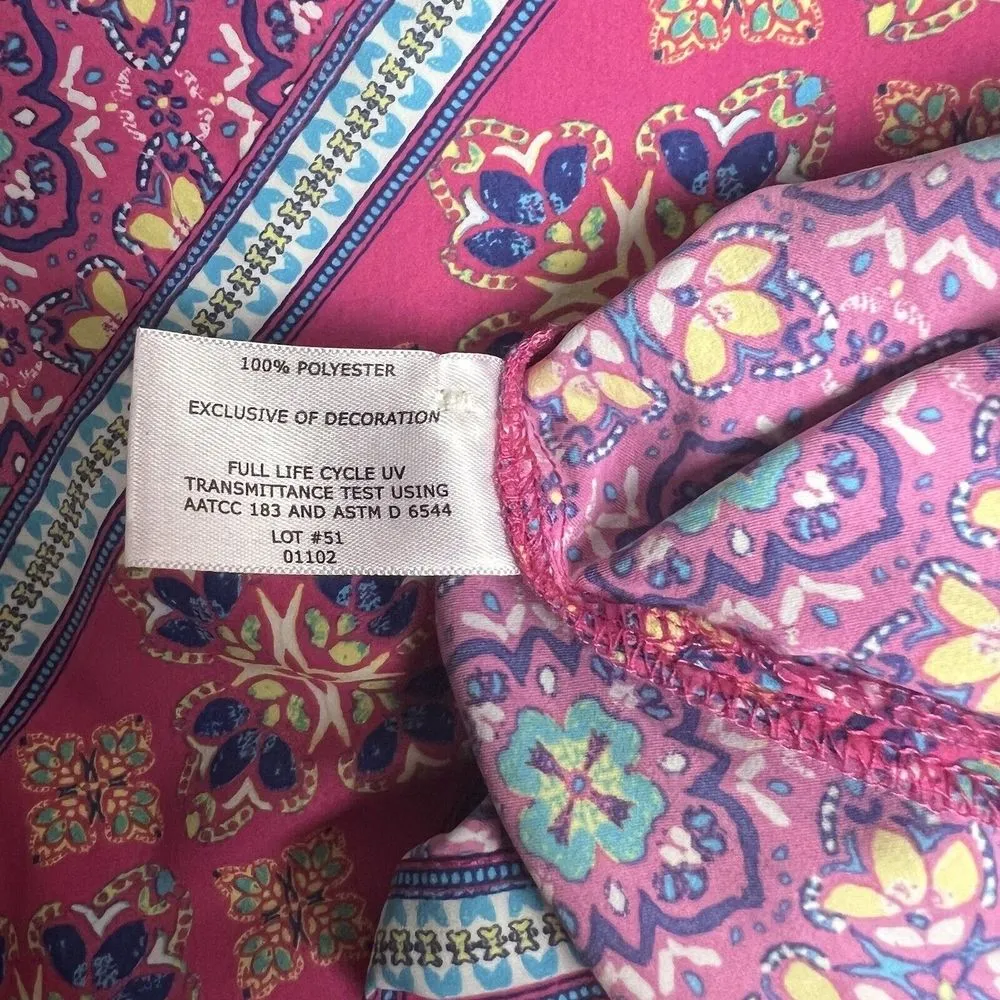 100% POLYESTER
EXCLUSIVE OF DECORATION
FULL LIFE CYCLE UV
TRANSMITTANCE TEST USING
AATCC 183 AND ASTM D 6544
LOT #51
01102